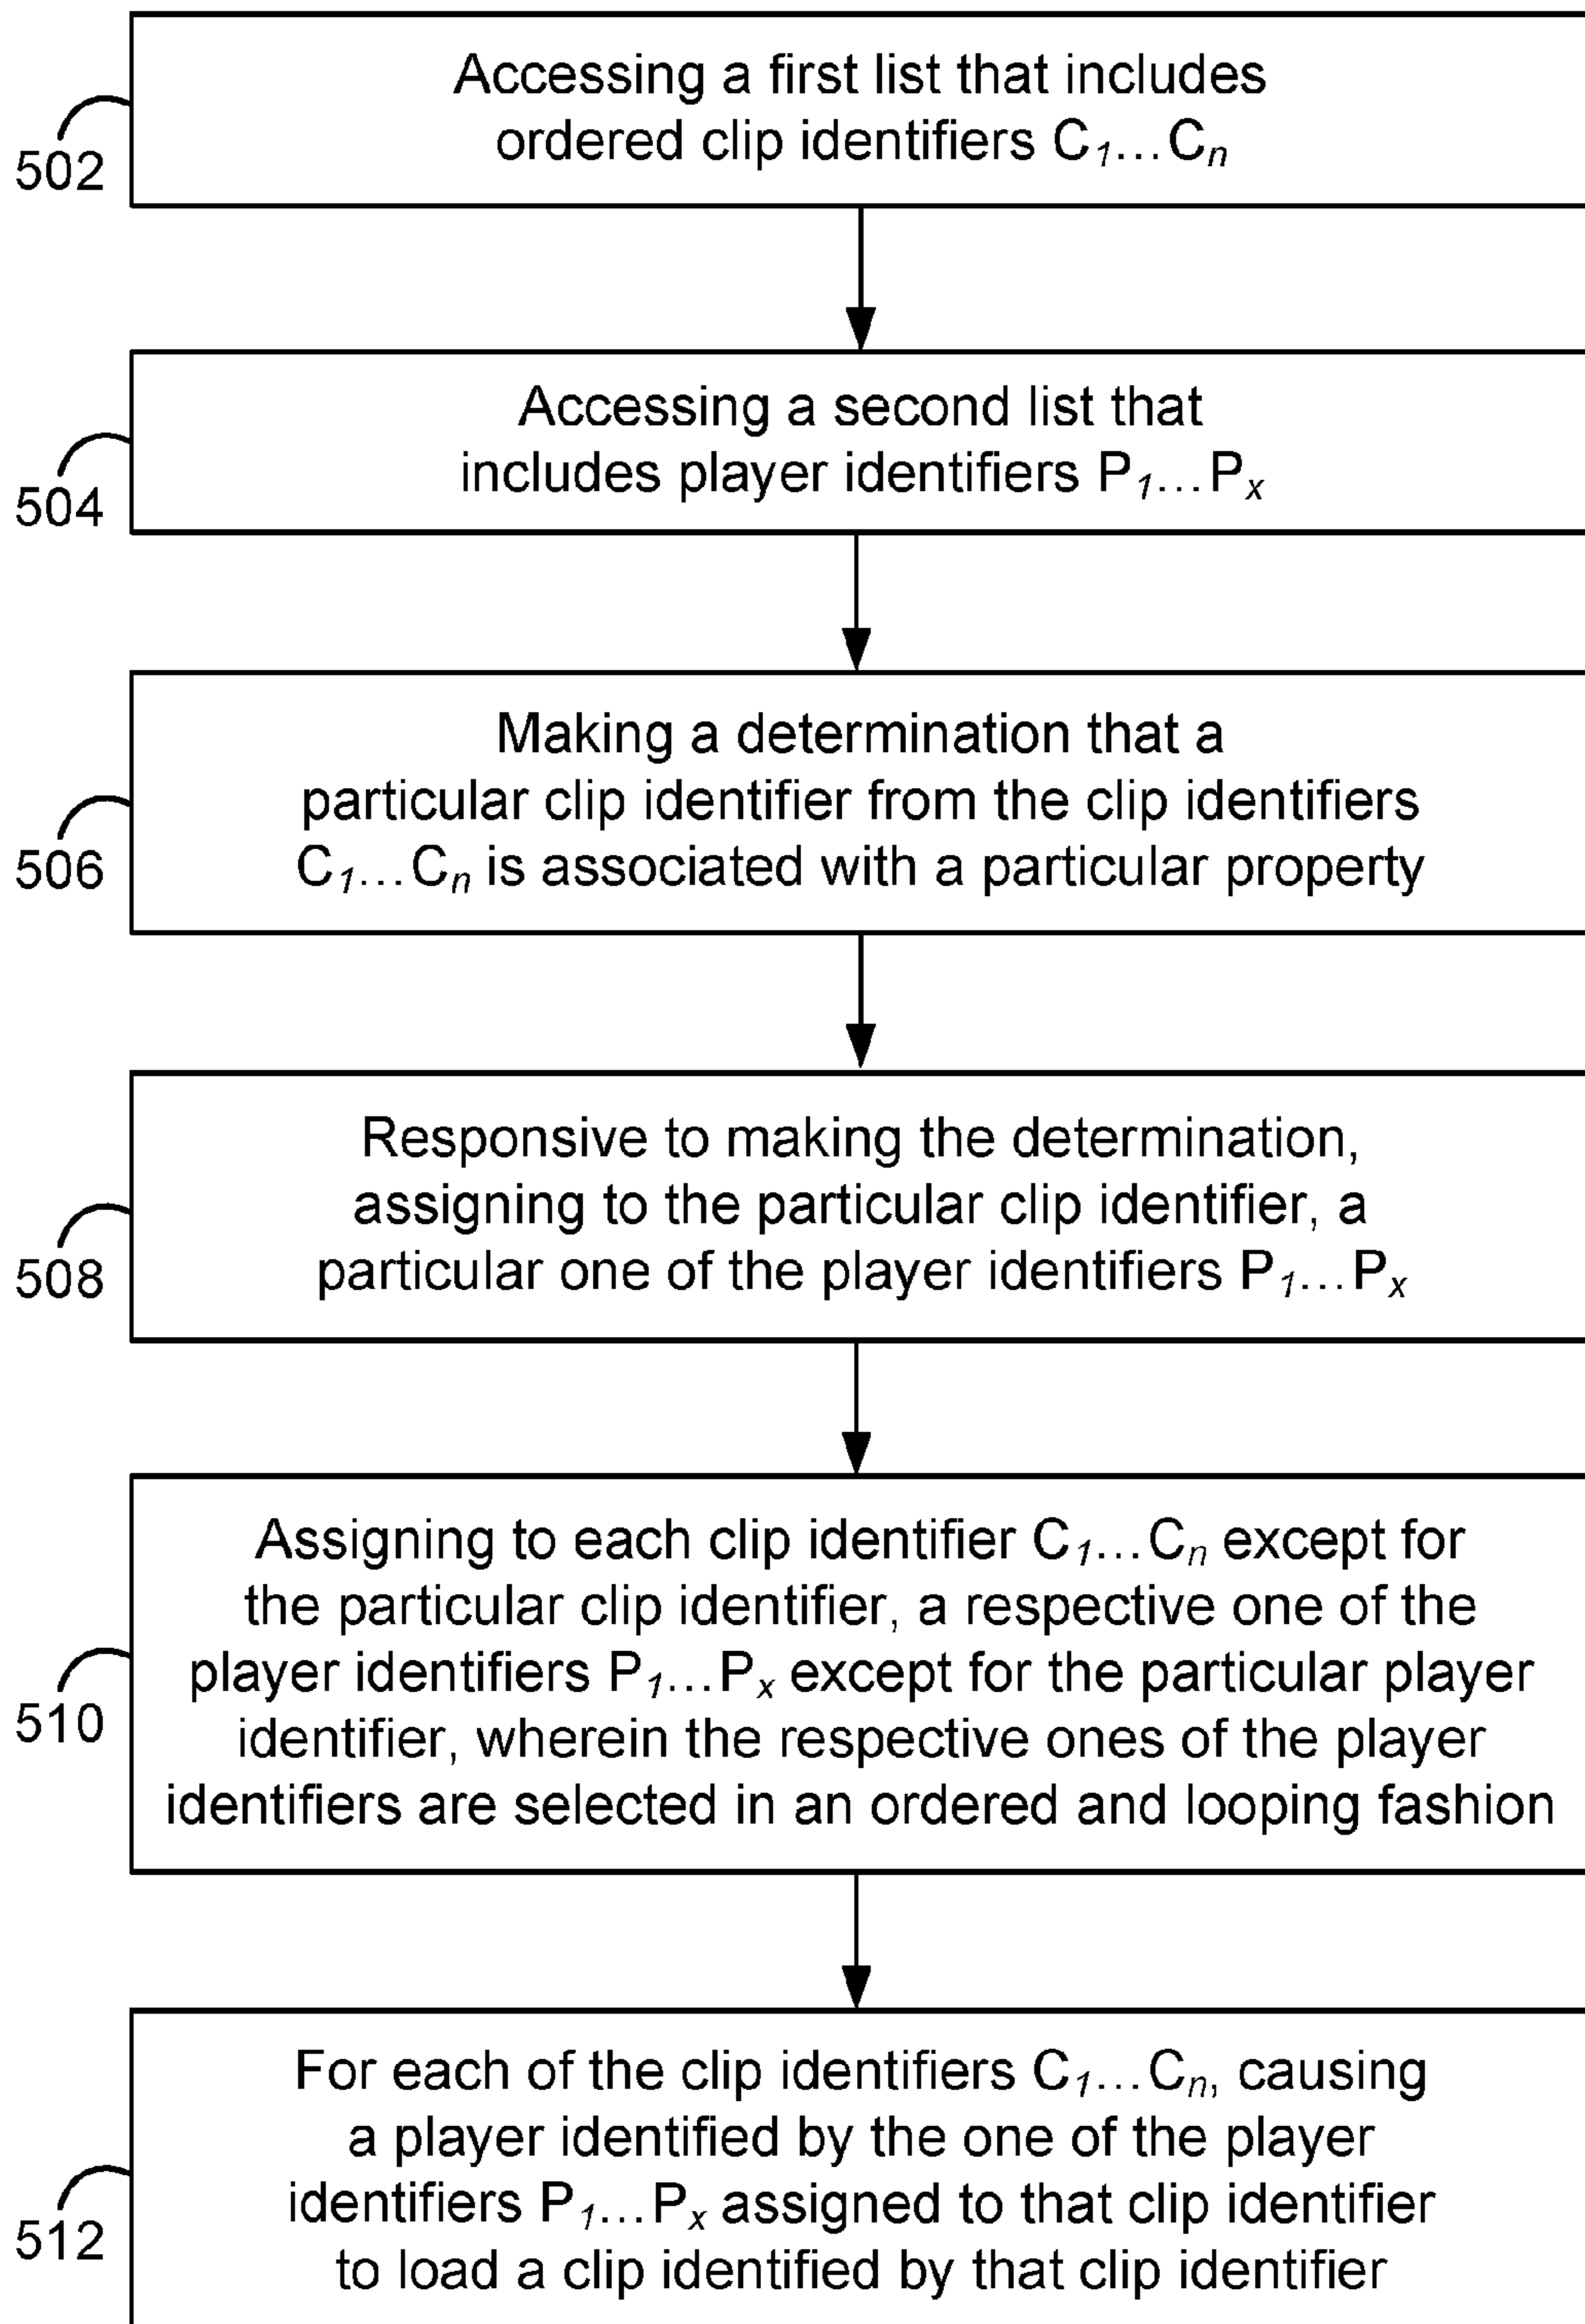 Accessing a first list that includes
ordered clip identifiers C1...Cn
502
Accessing a second list that
includes player identifiers P1...Px
504
Making a determination that a
particular clip identifier from the clip identifiers
C1...Cn is associated with a particular property
506
Responsive to making the determination,
assigning to the particular clip identifier, a
particular one of the player identifiers P1...Px
508
Assigning to each clip identifier C1...Cn except for
the particular clip identifier, a respective one of the
player identifiers P1...Px except for the particular player
identifier, wherein the respective ones of the player
identifiers are selected in an ordered and looping fashion
510
For each of the clip identifiers C1...Cn, causing
a player identified by the one of the player
identifiers P1...Px assigned to that clip identifier
to load a clip identified by that clip identifier
512